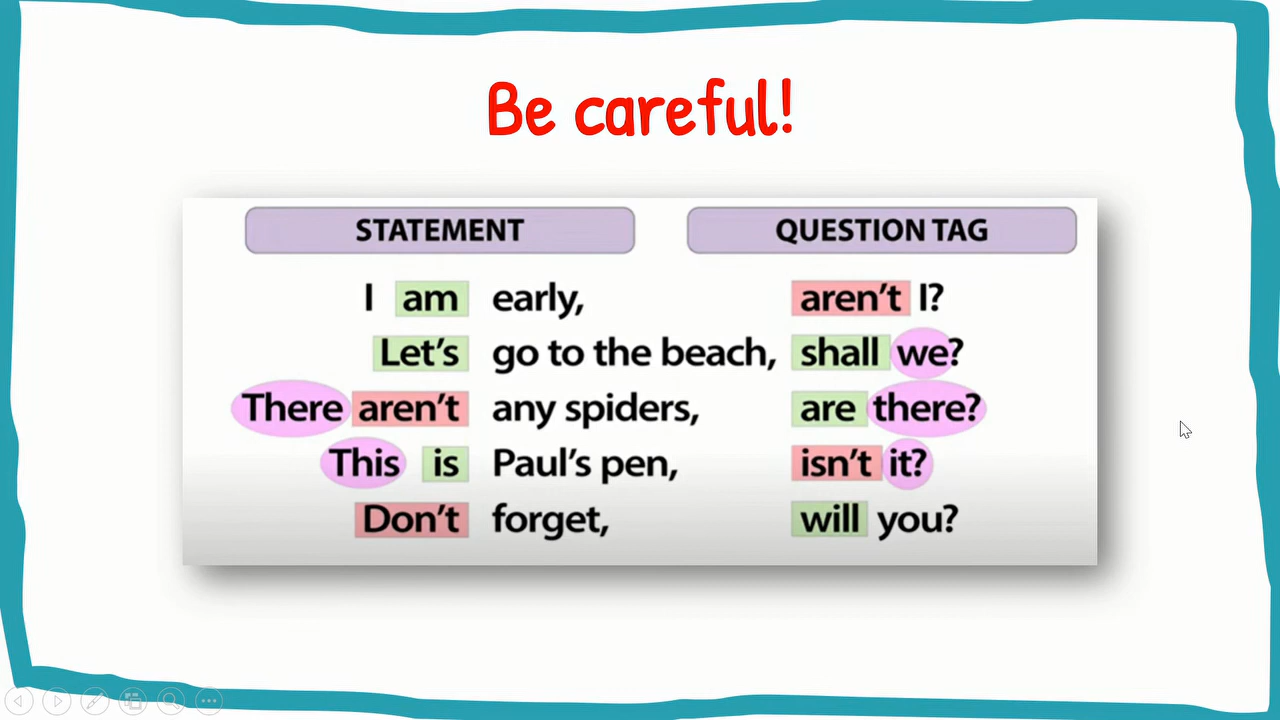 Be careful!
STATEMENT QUESTION TAG
I am early, aren't I?
Let's go to the beach, shall we?
There aren't any spiders, are there?
This is Paul's pen, isn't it?
Don't forget, will you?